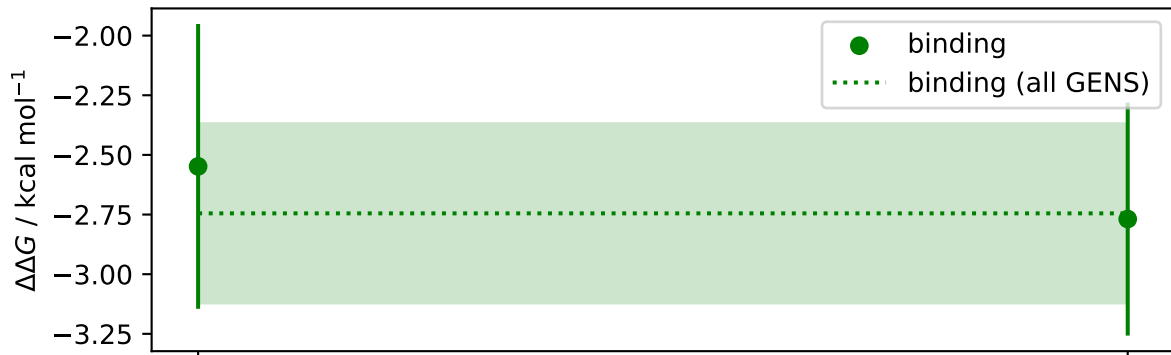 −2.00
−2.25
−2.50
−2.75
−3.00
−3.25
ΔΔG / kcal mol⁻¹
binding
binding (all GENS)